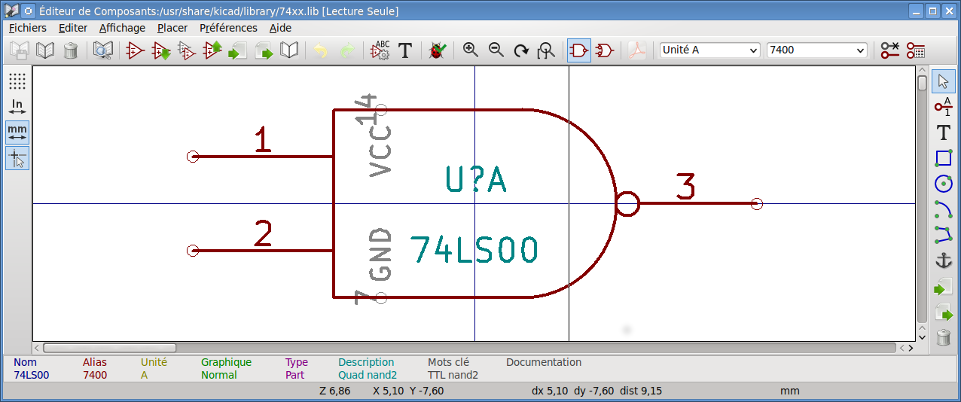 Éditeur de Composants:/usr/share/kicad/library/74xx.lib [Lecture Seule]
Fichiers Editer Affichage Placer Préférences Aide
ABC T Unité A 7400
In
mm
A
1
T
14
VCC
1
U?A
3
2
GND
74LS00
7
Nom Alias Unité Graphique Type Description Mots clé Documentation
74LS00 7400 A Normal Part Quad nand2 TTL nand2
Z 6,86 X 5,10 Y -7,60 dx 5,10 dy -7,60 dist 9,15 mm